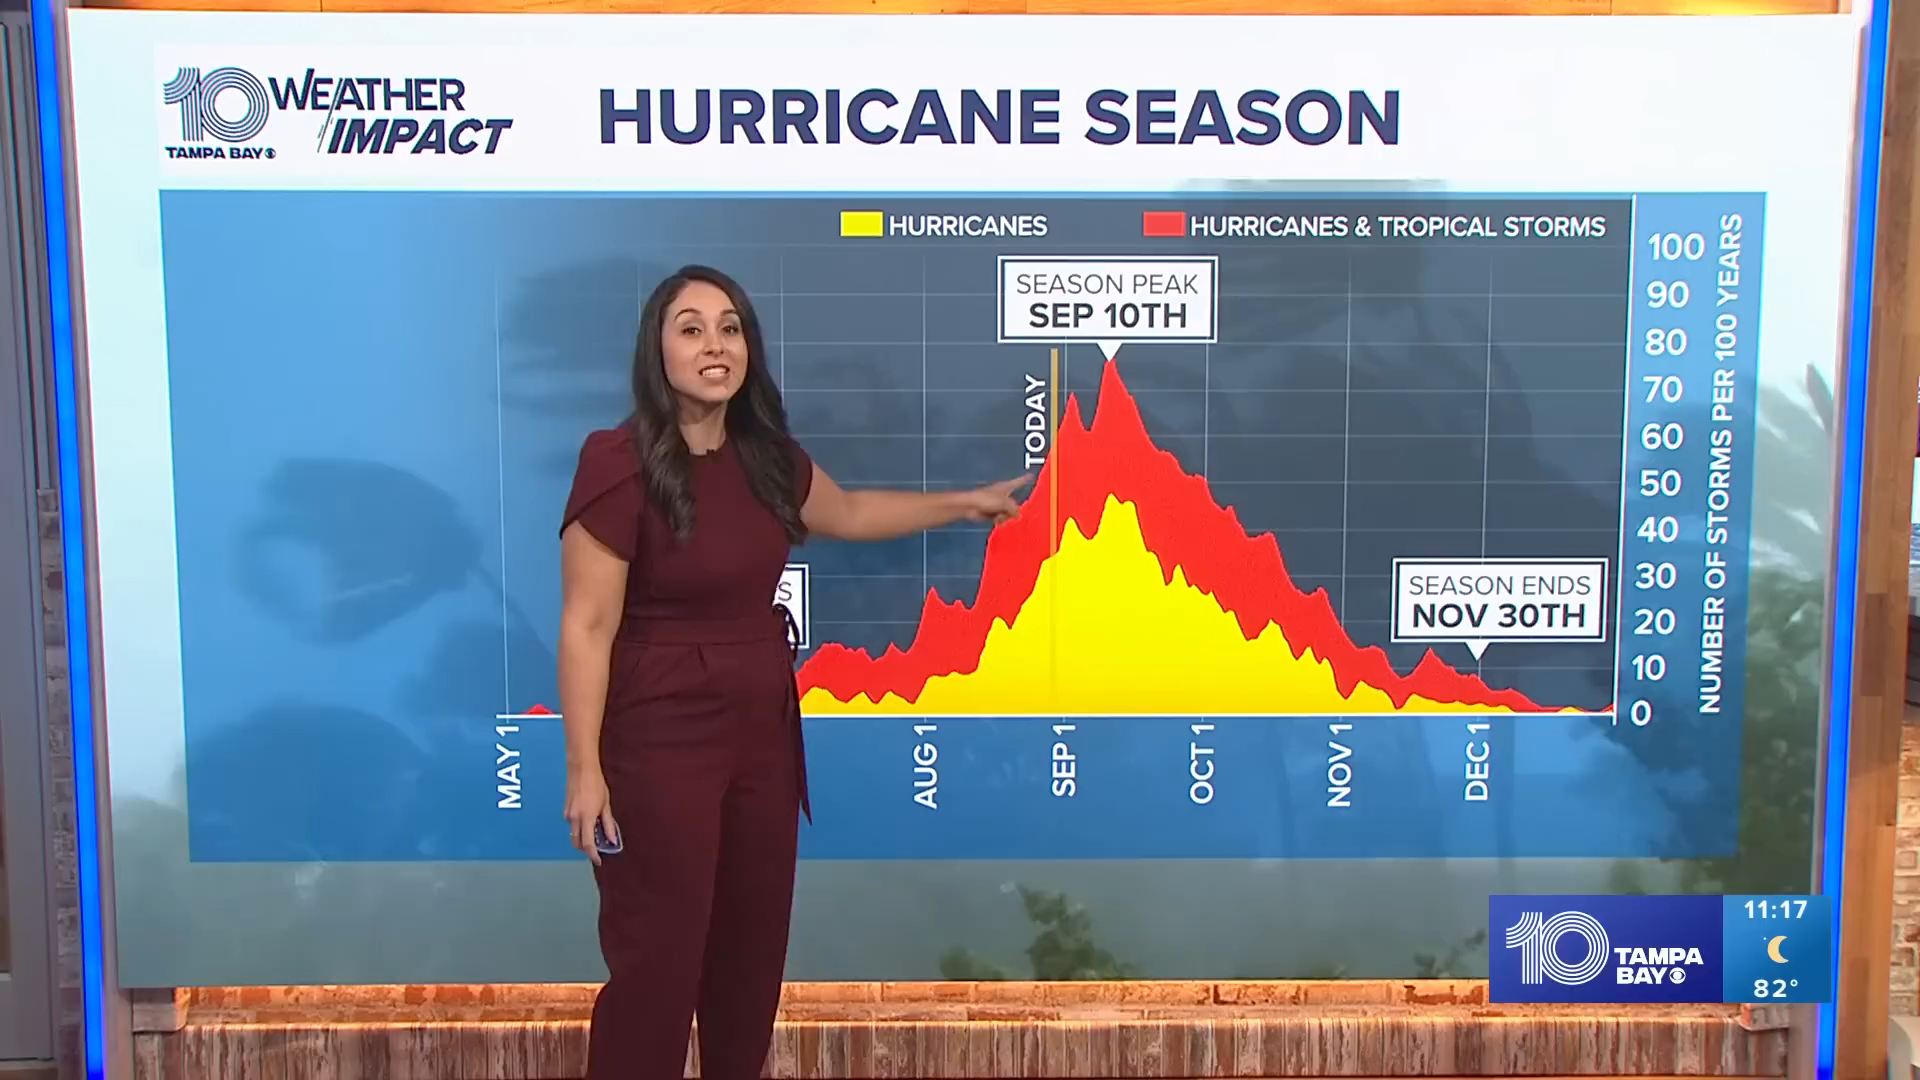 10 WEATHER IMPACT
TAMPA BAY
HURRICANE SEASON
HURRICANES
HURRICANES & TROPICAL STORMS
SEASON PEAK
SEP 10TH
TODAY
SEASON ENDS
NOV 30TH
100
90
80
70
60
50
40
30
20
10
0
NUMBER OF STORMS PER 100 YEARS
MAY 1
AUG 1
SEP 1
OCT 1
NOV 1
DEC 1
10 TAMPA BAY
11:17
82°